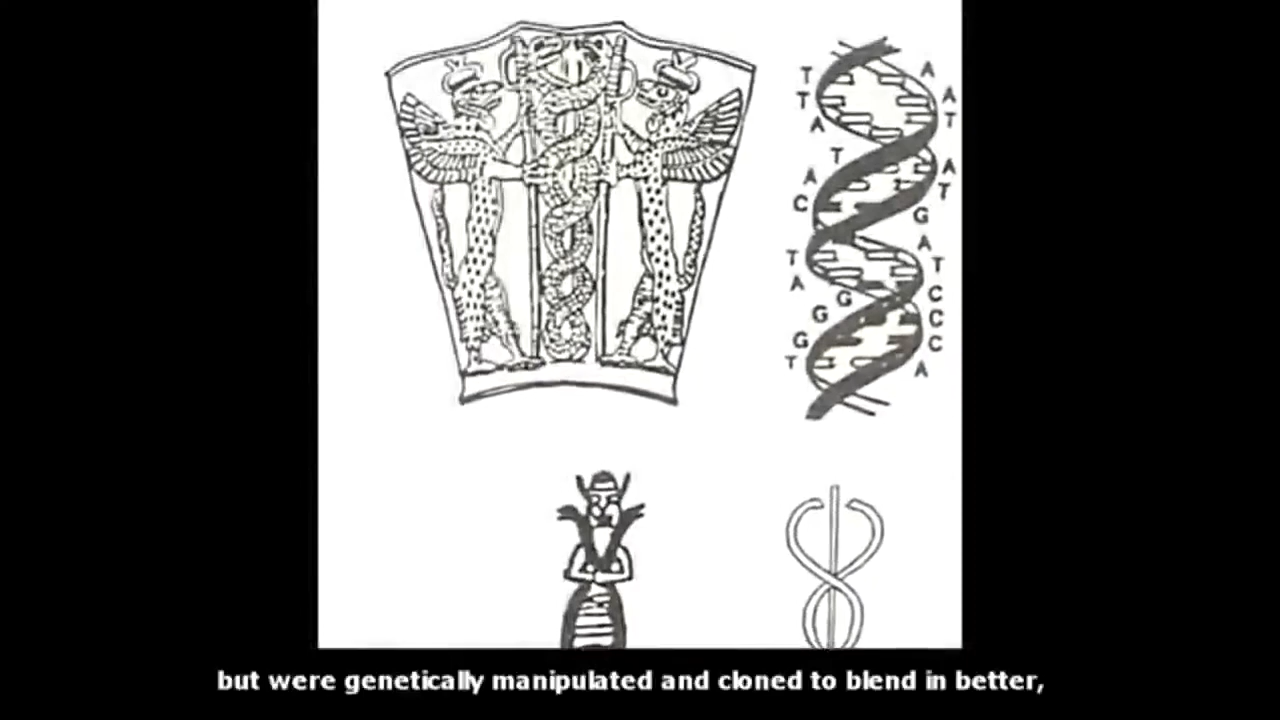 T A
T A
A T
T A
A T
C G
A
T T
A C
G C
G C
G C
T A
but were genetically manipulated and cloned to blend in better,